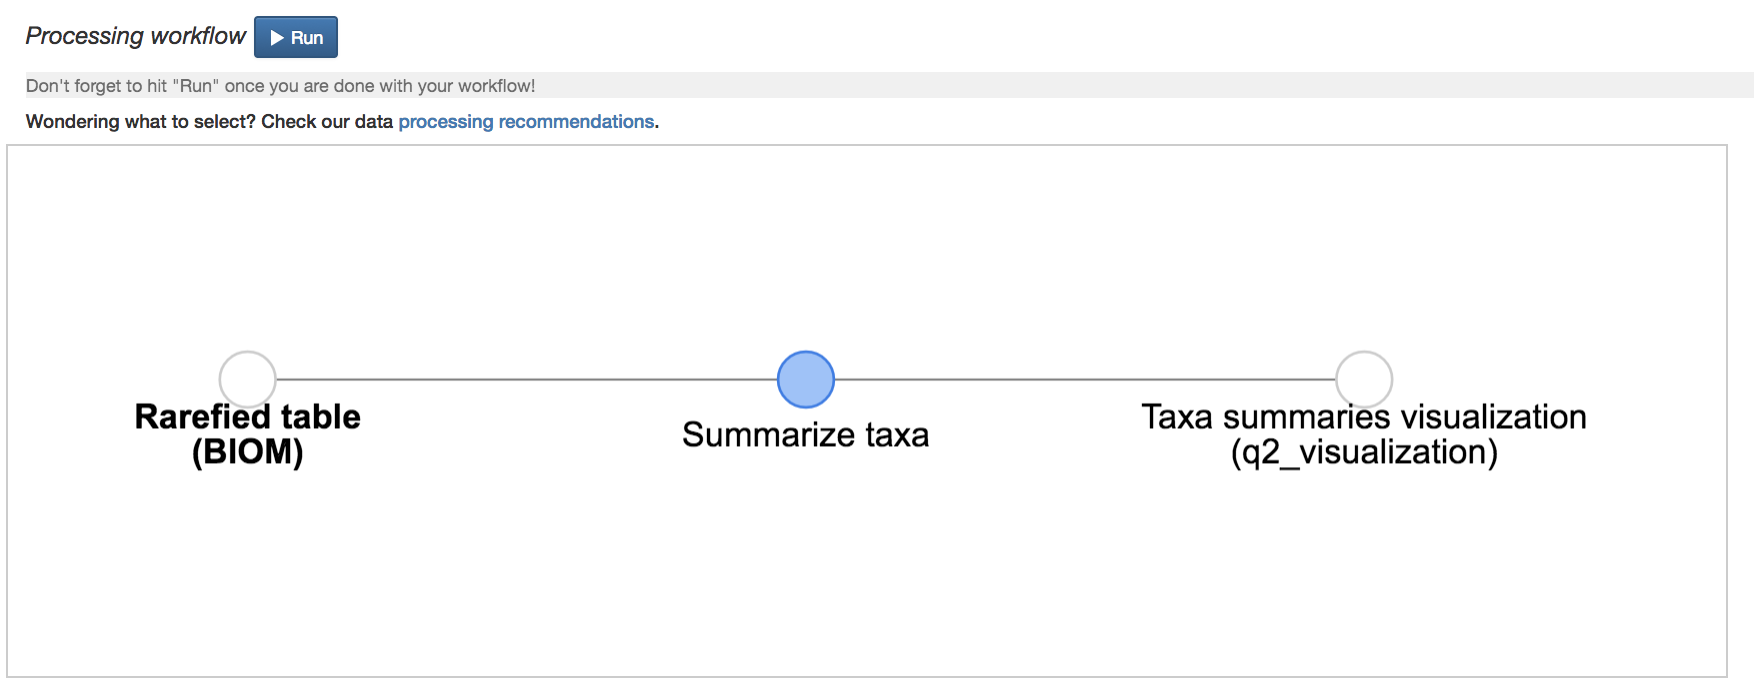 Processing workflow Run
Don't forget to hit "Run" once you are done with your workflow!
Wondering what to select? Check our data processing recommendations.
Rarefied table
(BIOM)
Summarize taxa
Taxa summaries visualization
(q2_visualization)